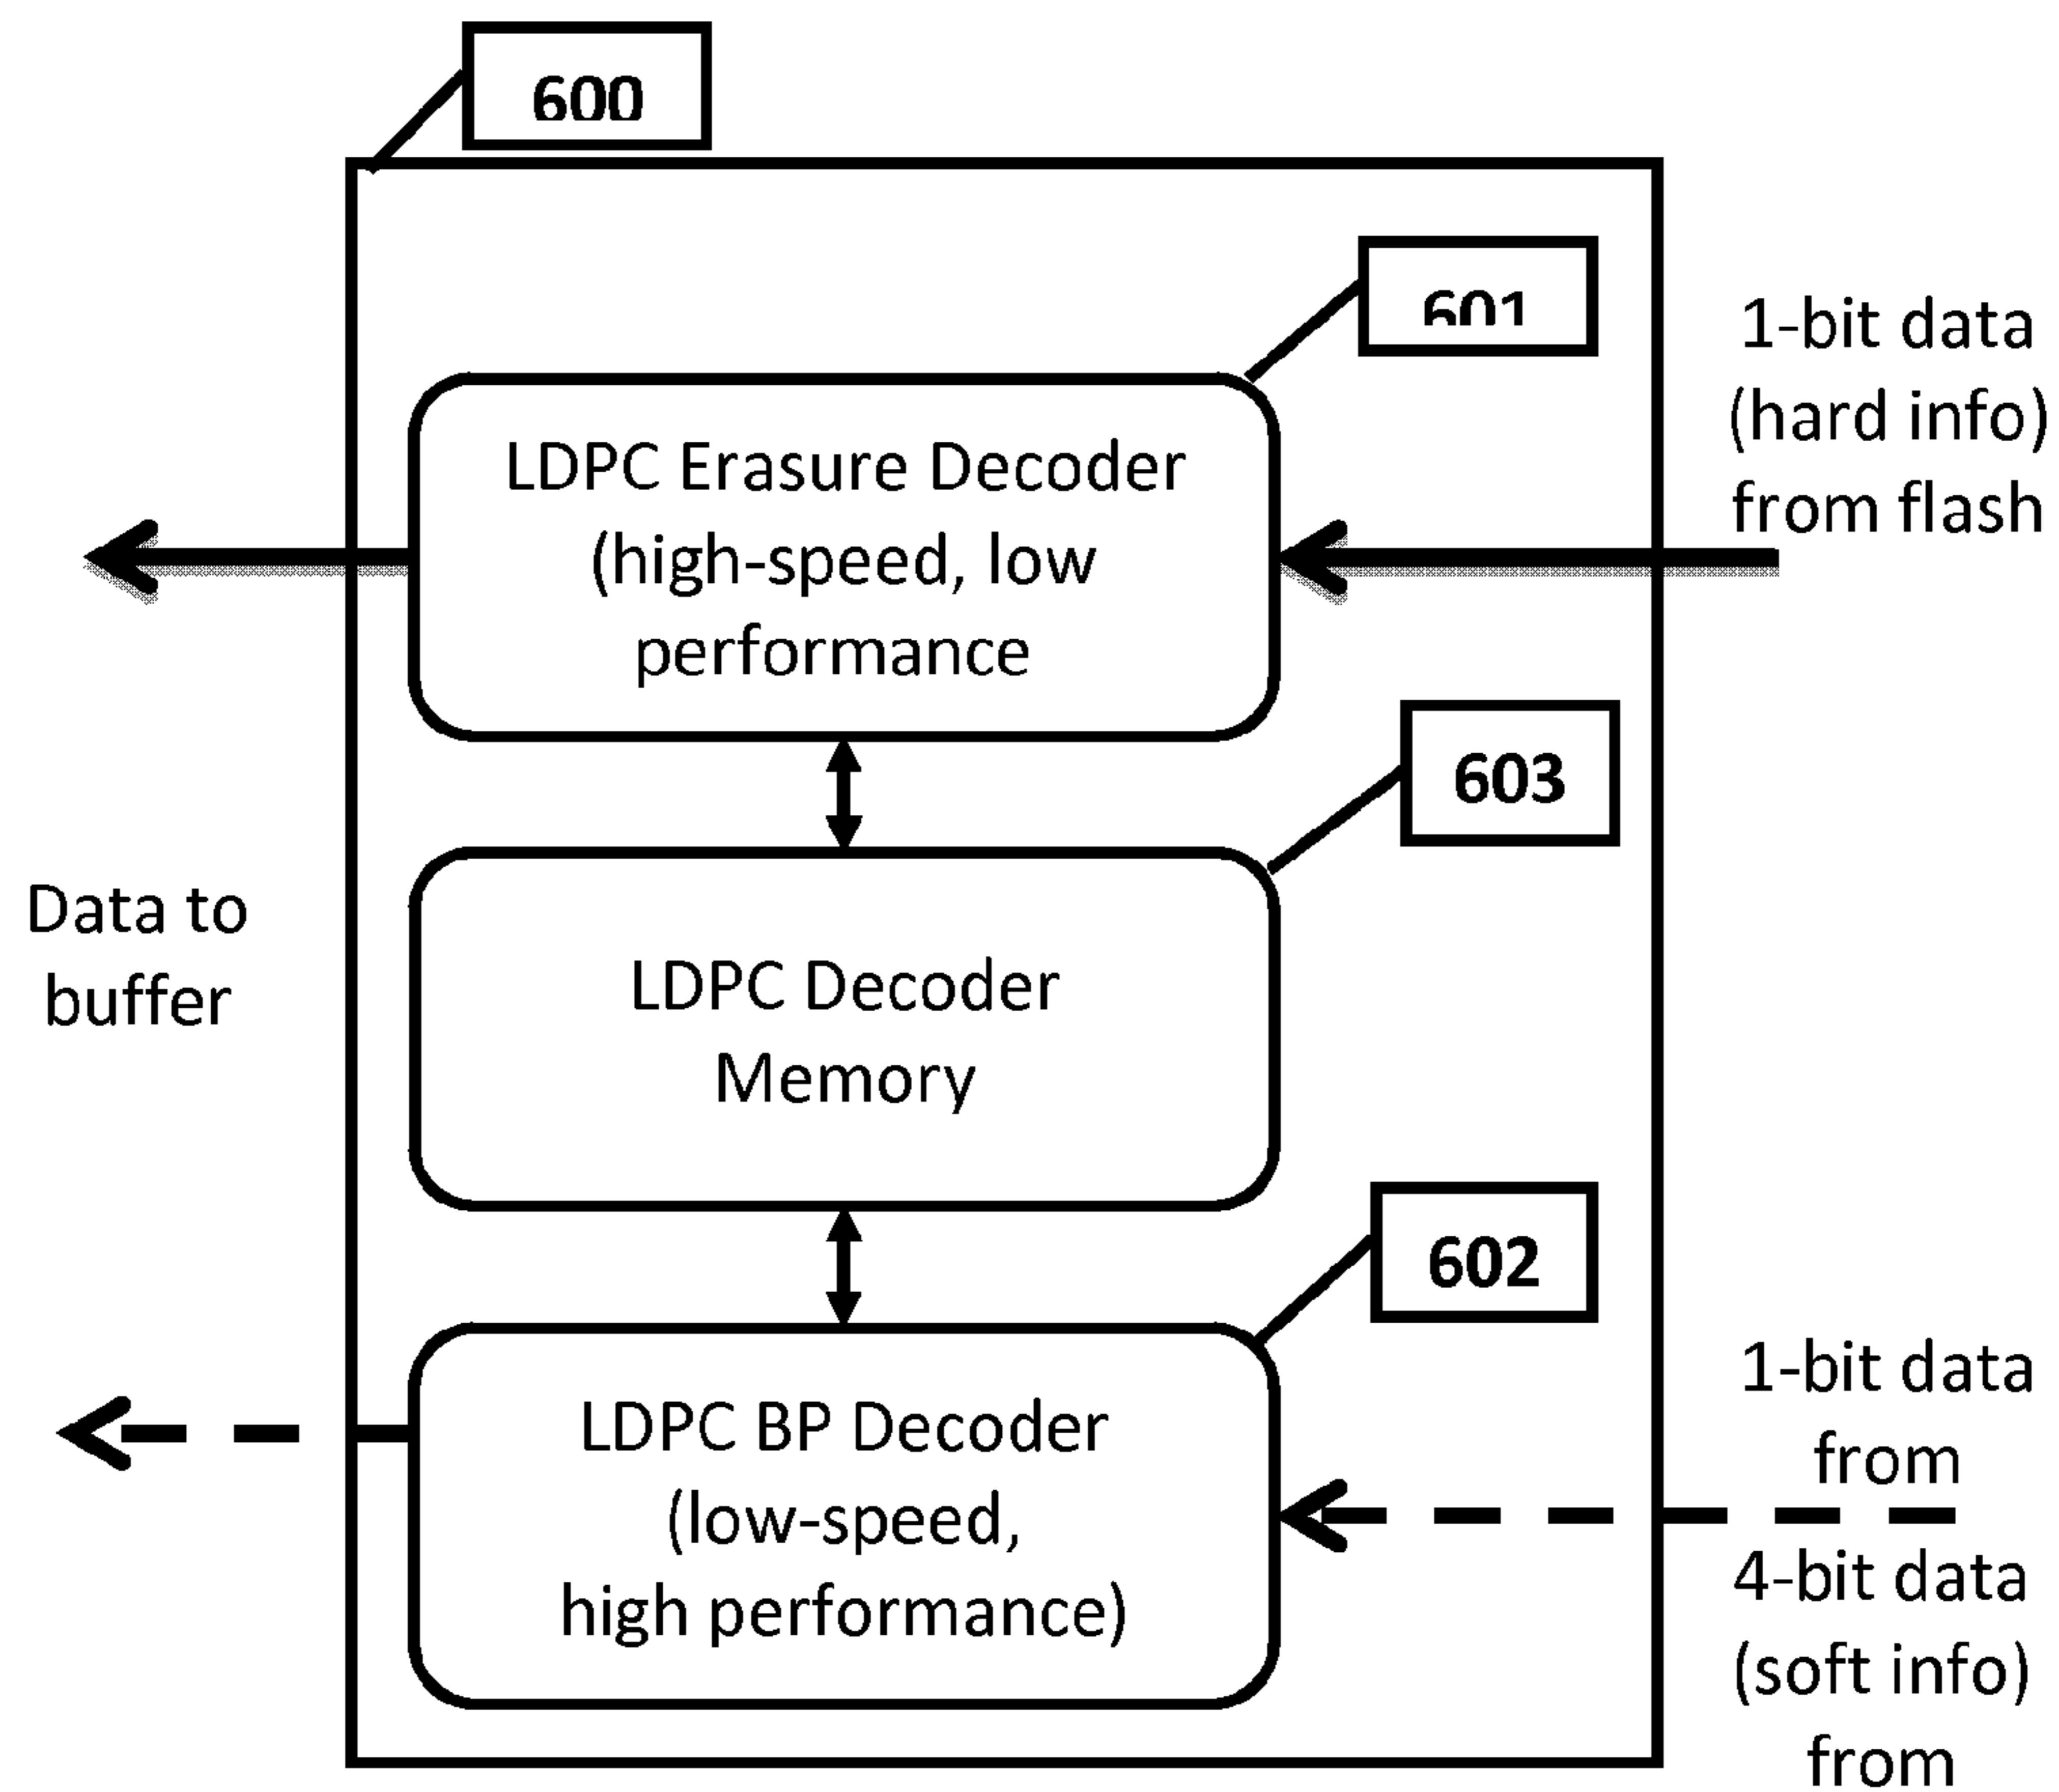 600
601
1-bit data
(hard info)
from flash
LDPC Erasure Decoder
(high-speed, low
performance
603
Data to
buffer
LDPC Decoder
Memory
602
1-bit data
from
LDPC BP Decoder
(low-speed,
high performance)
4-bit data
(soft info)
from